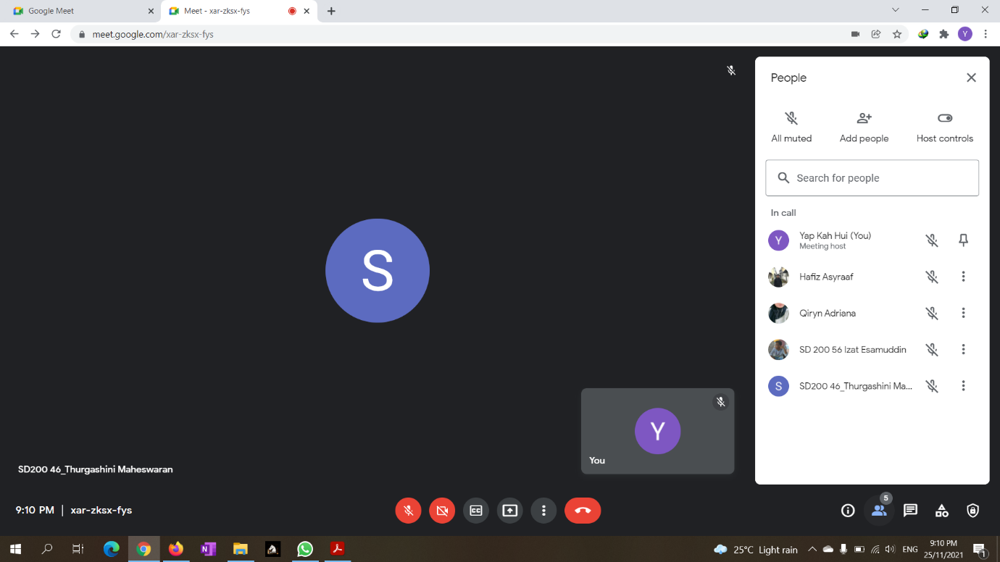 Google Meet
Meet - xar-zksx-fys
meet.google.com/xar-zksx-fys
Y
People
All muted
Add people
Host controls
Search for people
In call
Y
Yap Kah Hui (You)
Meeting host
Hafiz Asyraaf
Qiryn Adriana
SD 200 56 Izat Esamuddin
S
SD200 46_Thurgashini Ma...
S
Y
You
SD200 46_Thurgashini Maheswaran
9:10 PM | xar-zksx-fys
CC
5
25°C Light rain
ENG
9:10 PM
25/11/2021
1